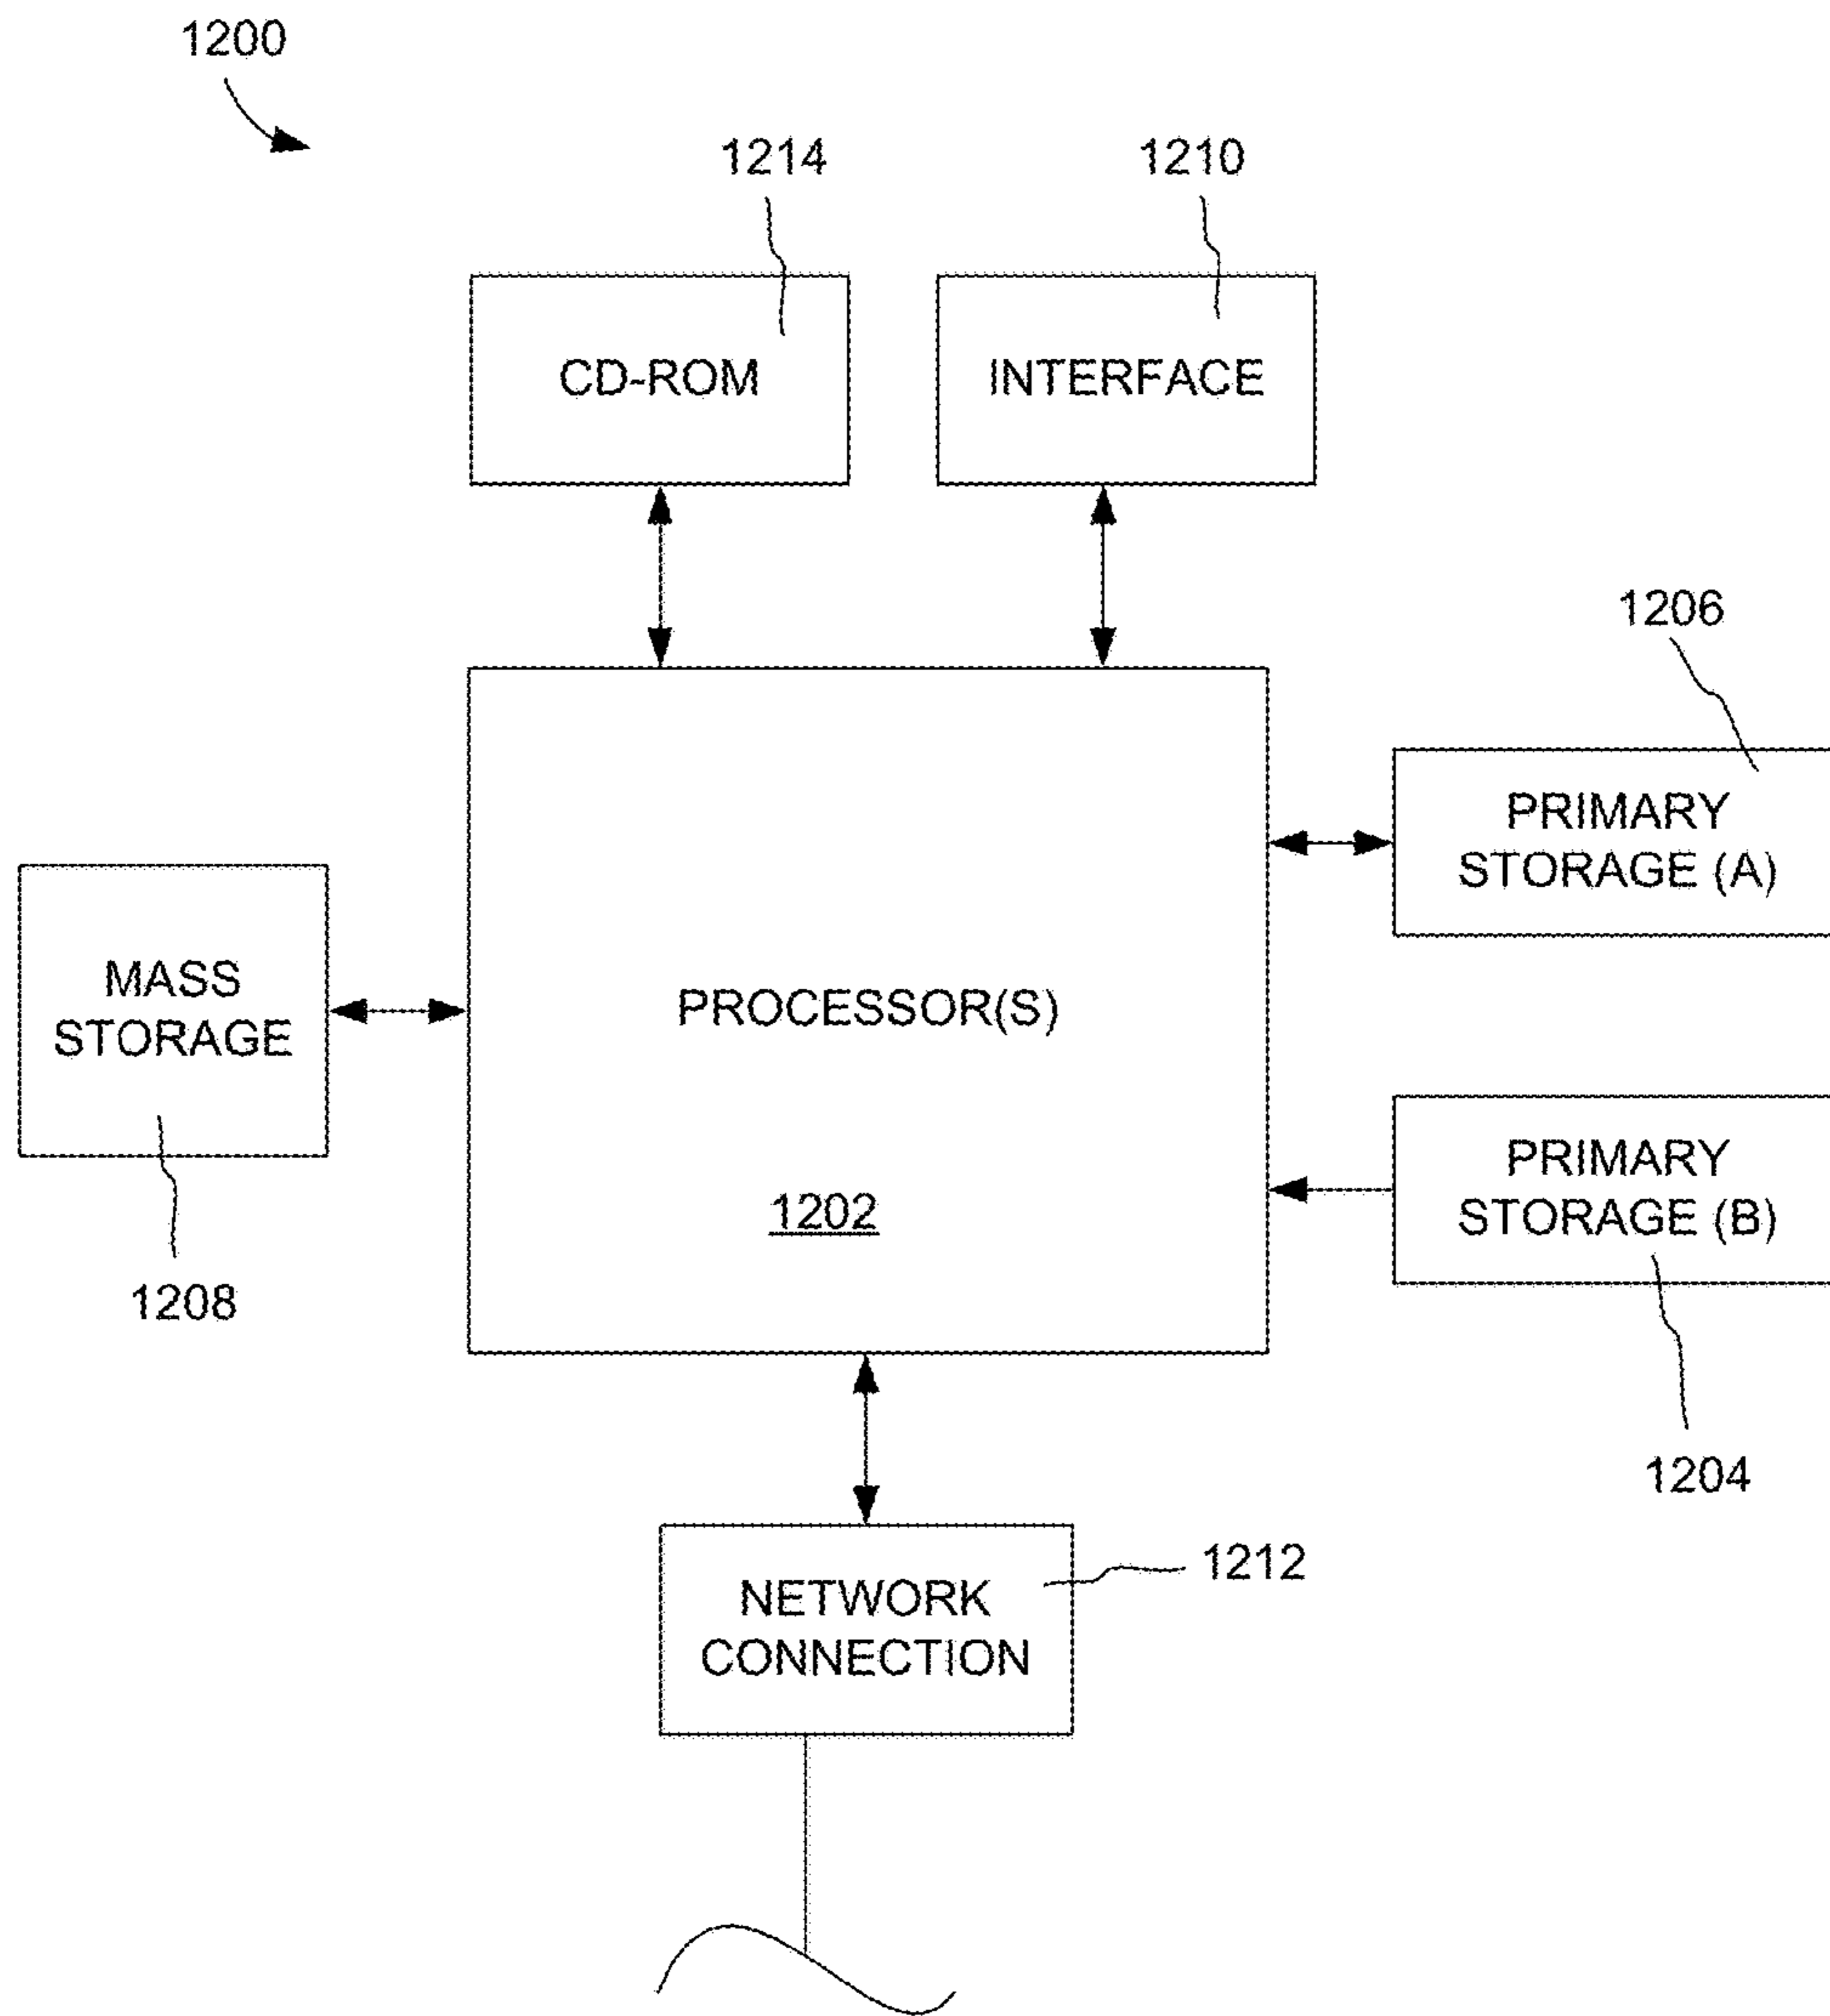 1200
1214
1210
CD-ROM
INTERFACE
1206
PRIMARY
STORAGE (A)
MASS
STORAGE
PROCESSOR(S)
1202
PRIMARY
STORAGE (B)
1208
1204
1212
NETWORK
CONNECTION